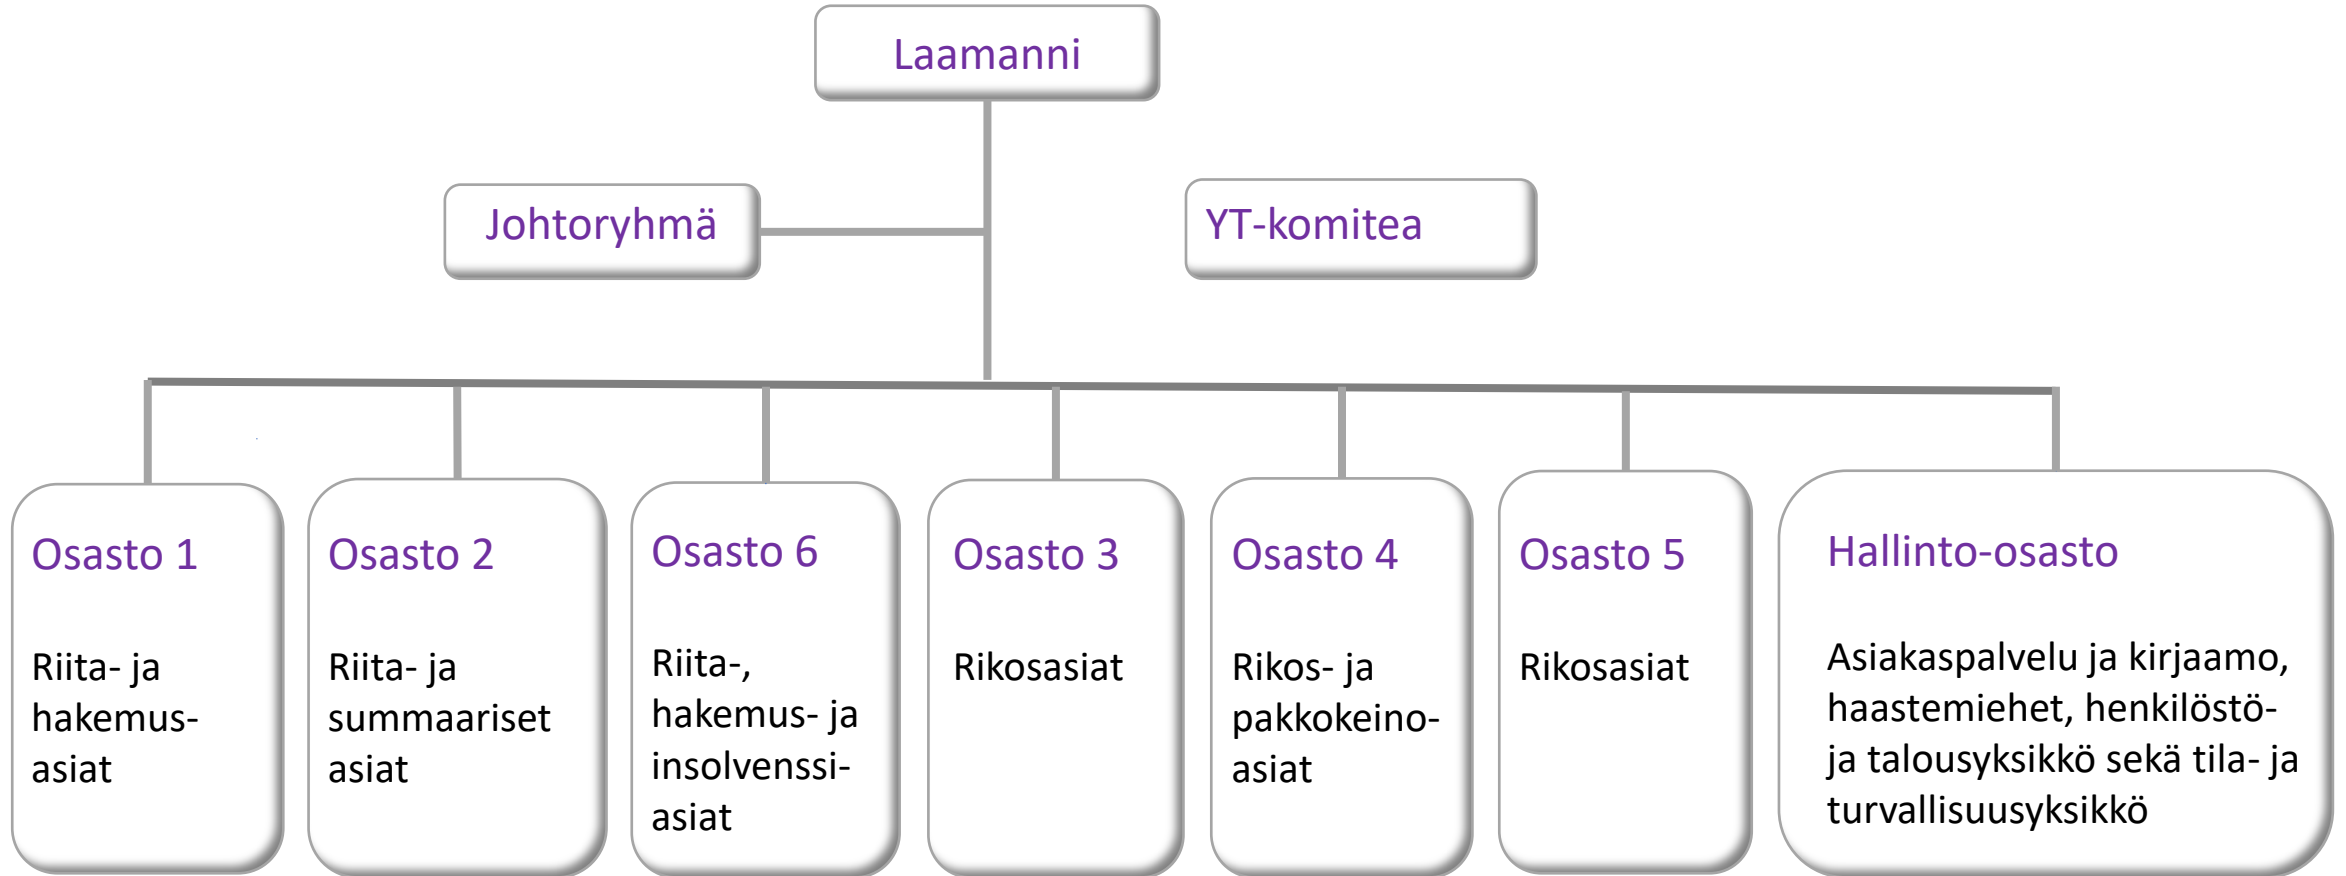 Laamanni
Johtoryhmä
YT-komitea
Osasto 1
Riita- ja
hakemus-
asiat
Osasto 2
Riita- ja
summaariset
asiat
Osasto 6
Riita-,
hakemus- ja
insolvenssi-
asiat
Osasto 3
Rikosasiat
Osasto 4
Rikos- ja
pakkokeino-
asiat
Osasto 5
Rikosasiat
Hallinto-osasto
Asiakaspalvelu ja kirjaamo,
haastemiehet, henkilöstö-
ja talousyksikkö sekä tila- ja
turvallisuusyksikkö